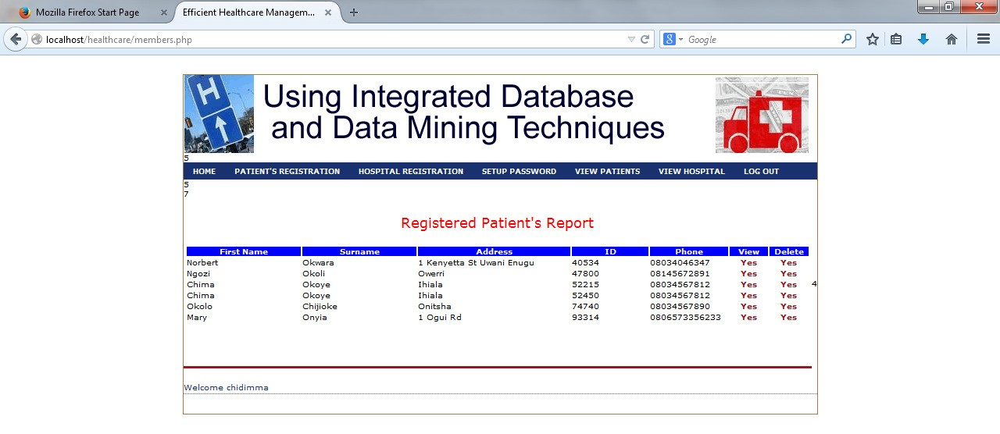 Mozilla Firefox Start Page
Efficient Healthcare Managem...
localhost/healthcare/members.php
Google
H
Using Integrated Database
and Data Mining Techniques
5
HOME PATIENT'S REGISTRATION HOSPITAL REGISTRATION SETUP PASSWORD VIEW PATIENTS VIEW HOSPITAL LOG OUT
5
7
Registered Patient's Report
First Name Surname Address ID Phone View Delete
Norbert Okwara 1 Kenyetta St Uwani Enugu 40534 08034046347 Yes Yes
Ngozi Okoli Owerri 47800 08145672891 Yes Yes
Chima Okoye Ihiala 52215 08034567812 Yes Yes 4
Chima Okoye Ihiala 52450 08034567812 Yes Yes
Okolo Chijioke Onitsha 74740 08034567890 Yes Yes
Mary Onyia 1 Ogui Rd 93314 0806573356233 Yes Yes
Welcome chidimma